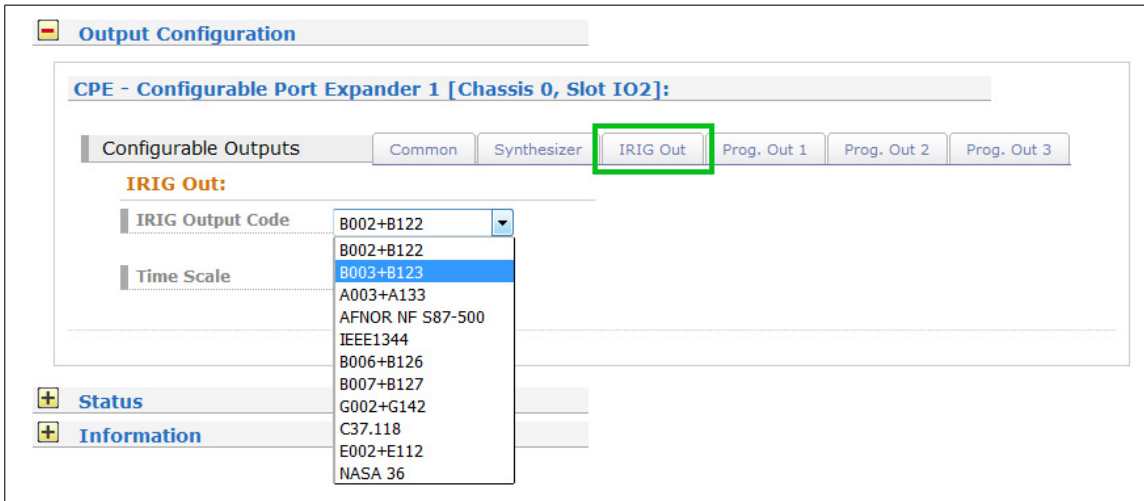 Output Configuration
CPE - Configurable Port Expander 1 [Chassis 0, Slot IO2]:
Configurable Outputs Common Synthesizer IRIG Out Prog. Out 1 Prog. Out 2 Prog. Out 3
IRIG Out:
IRIG Output Code B002+B122
B002+B122
B003+B123
Time Scale
A003+A133
AFNOR NF S87-500
IEEE1344
B006+B126
B007+B127
Status
G002+G142
C37.118
Information
E002+E112
NASA 36